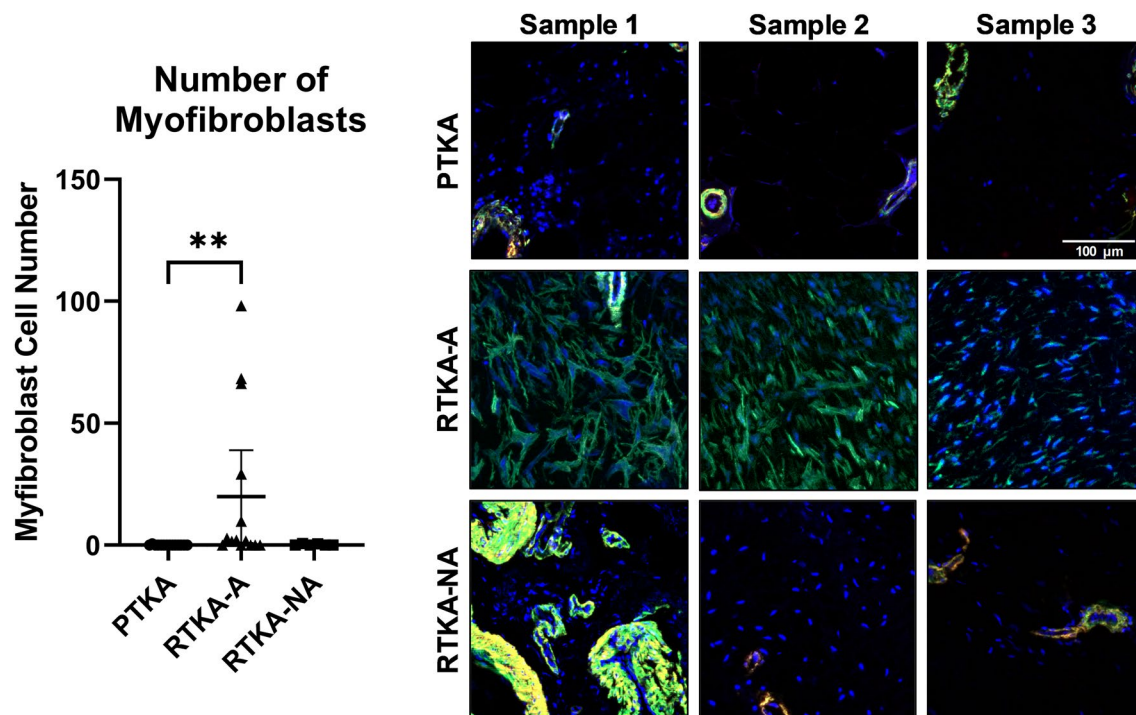 Number of
Myofibroblasts
Myfibroblast Cell Number
150
100
50
0
**
PTKA
RTKA-A
RTKA-NA
Sample 1
Sample 2
Sample 3
PTKA
RTKA-A
RTKA-NA
100 µm